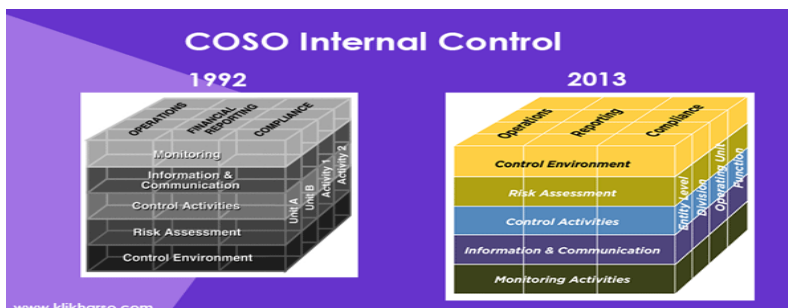 COSO Internal Control
1992
2013
OPERATIONS
FINANCIAL
REPORTING
COMPLIANCE
Monitoring
Information &
Communication
Control Activities
Risk Assessment
Control Environment
Unit A
Unit B
Activity 1
Activity 2
Operations
Reporting
Compliance
Control Environment
Risk Assessment
Control Activities
Information & Communication
Monitoring Activities
Entity Level
Division
Operating Unit
Function